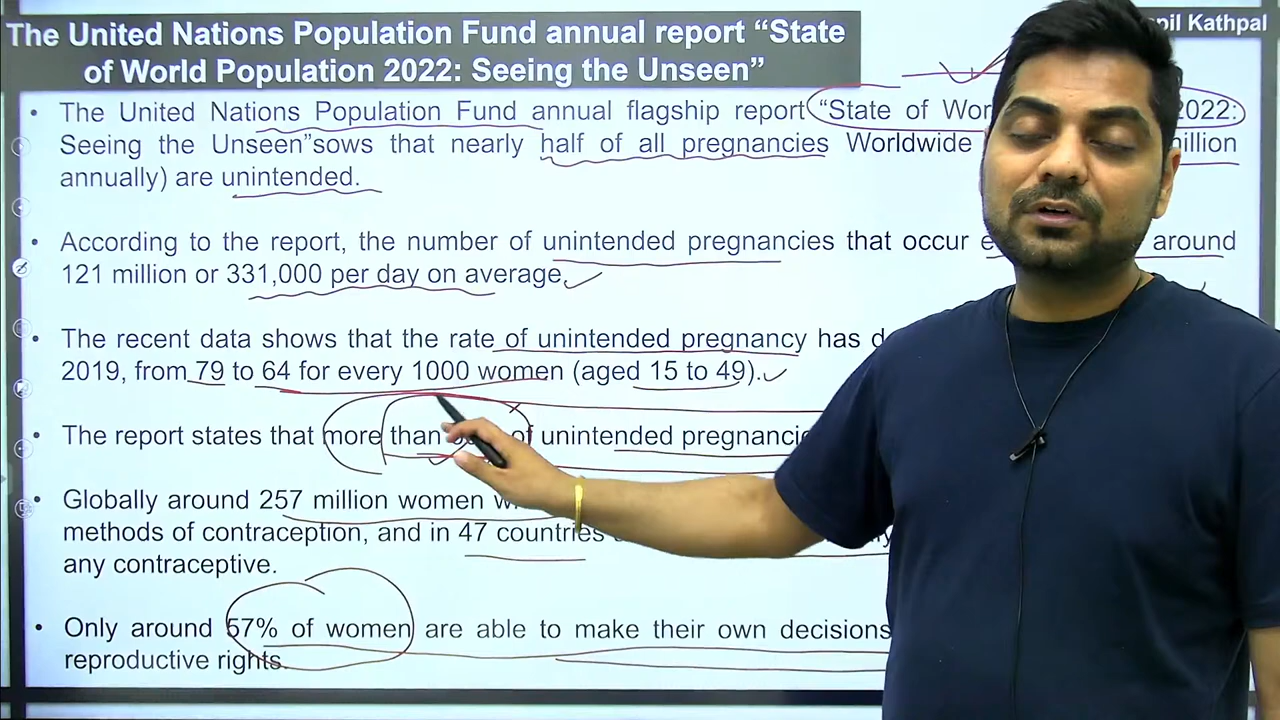 The United Nations Population Fund annual report “State
of World Population 2022: Seeing the Unseen”
Kathpal
• The United Nations Population Fund annual flagship report “State of 2022:
Seeing the Unseen”sows that nearly half of all pregnancies Worldwide
annually) are unintended.
• According to the report, the number of unintended pregnancies that occur around
121 million or 331,000 per day on average.
• The recent data shows that the rate of unintended pregnancy has
2019, from 79 to 64 for every 1000 women (aged 15 to 49).
• The report states that more than of unintended
• Globally around 257 million women
methods of contraception, and in 47 countries
any contraceptive.
• Only around 57% of women are able to make their own decisions
reproductive rights.